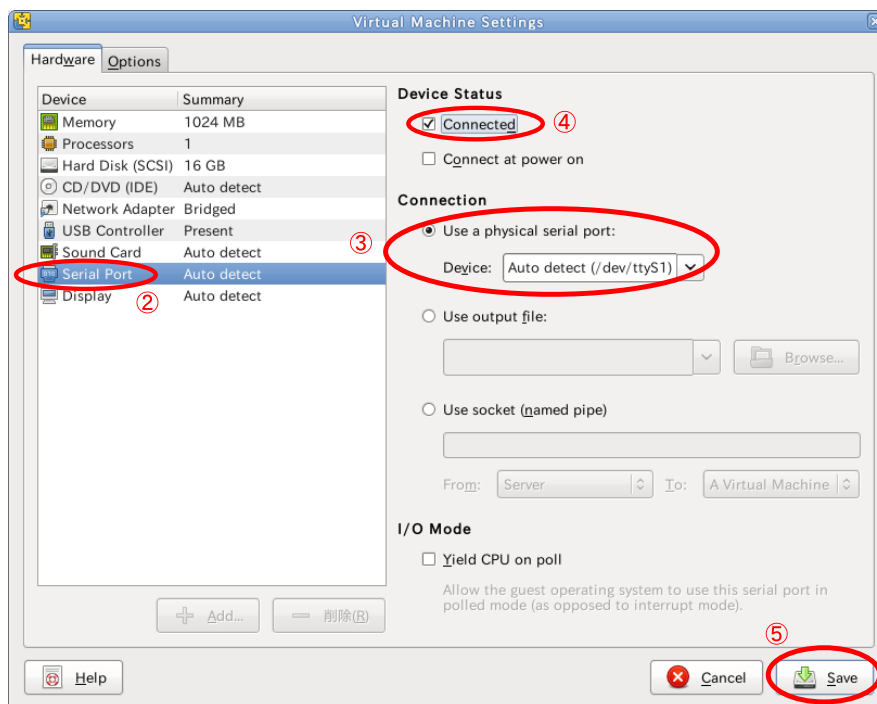 Virtual Machine Settings
Hardware Options
Device Summary
Memory 1024 MB
Processors 1
Hard Disk (SCSI) 16 GB
CD/DVD (IDE) Auto detect
Network Adapter Bridged
USB Controller Present
Sound Card Auto detect
Serial Port Auto detect
②
Display Auto detect
Add...
削除(R)
Device Status
Connected ④
Connect at power on
Connection
③
Use a physical serial port:
Device: Auto detect (/dev/ttyS1)
Use output file:
Browse...
Use socket (named pipe)
From: Server To: A Virtual Machine
I/O Mode
Yield CPU on poll
Allow the guest operating system to use this serial port in
polled mode (as opposed to interrupt mode).
⑤
Help Cancel Save